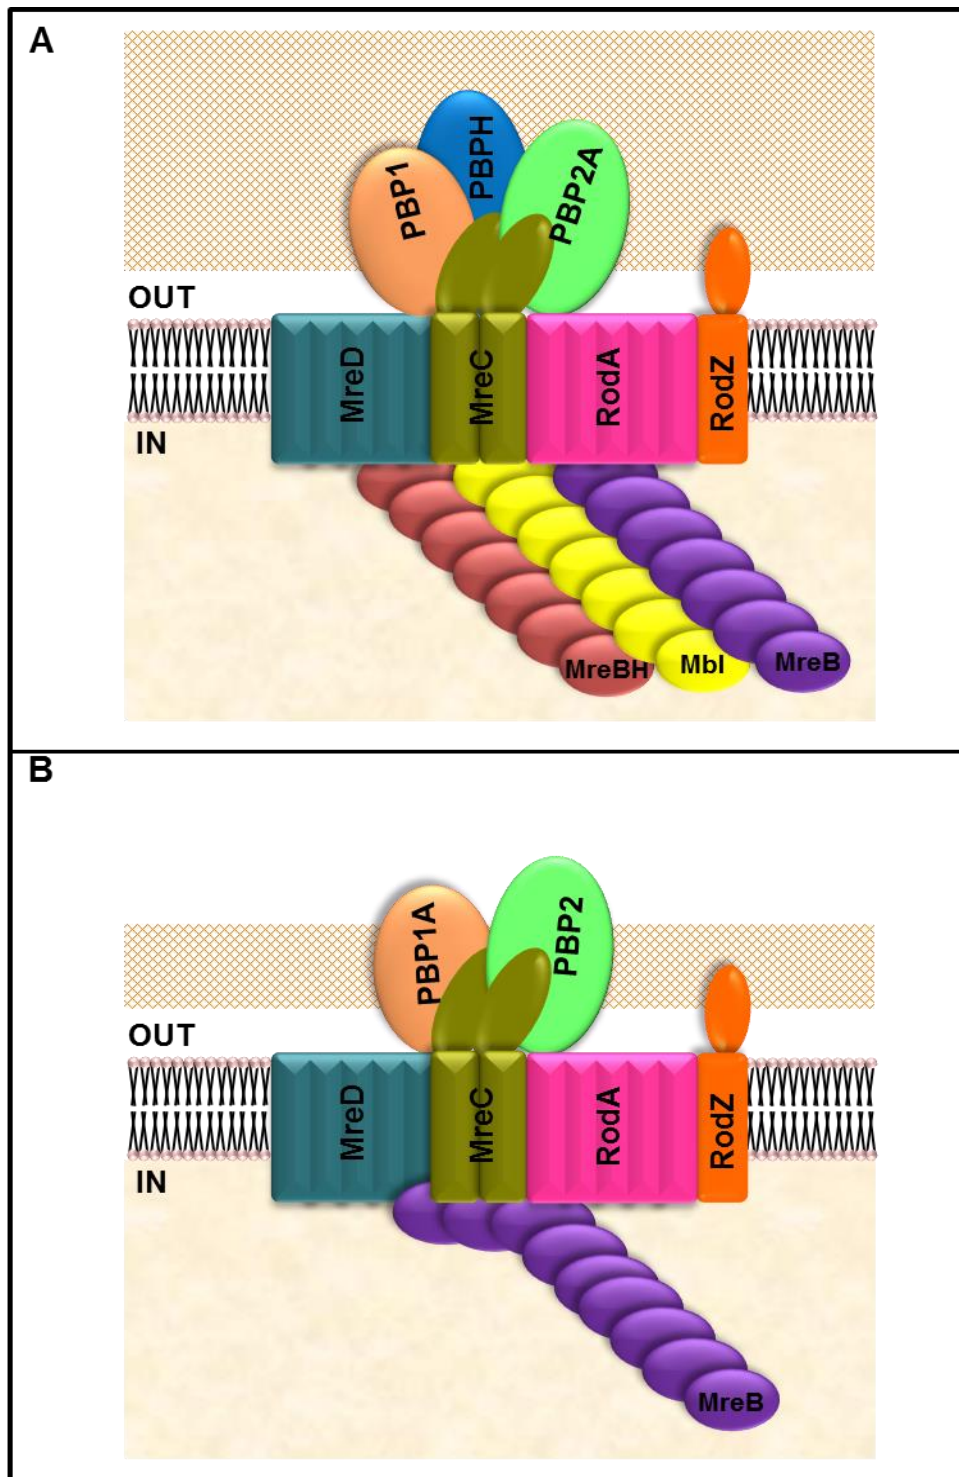 A
PBPH
PBP1
PBP2A
OUT
MreD
MreC
RodA
RodZ
IN
MreBH
Mbl
MreB
B
PBP1A
PBP2
OUT
MreD
MreC
RodA
RodZ
IN
MreB